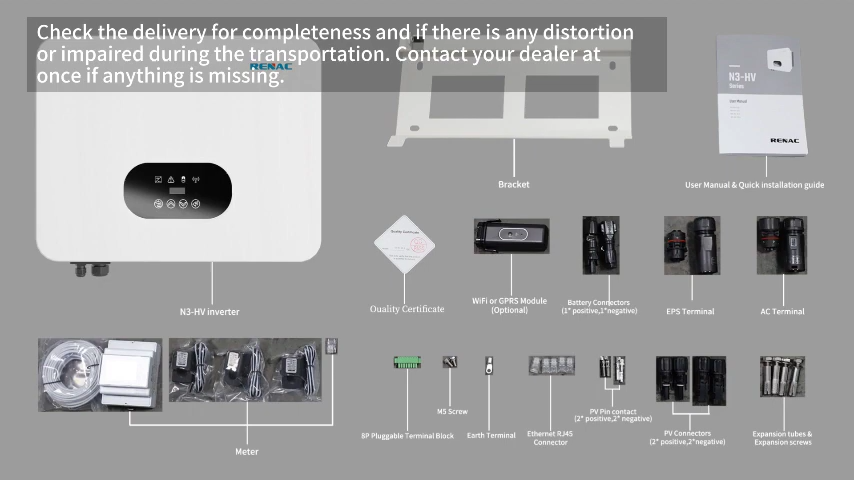 Check the delivery for completeness and if there is any distortion
or impaired during the transportation. Contact your dealer at
once if anything is missing.
RENAC
N3-HV
Series
User Manual
RENAC
Bracket
User Manual & Quick installation guide
Quality Certificate
N3-HV inverter
Quality Certificate
WiFi or GPRS Module
(Optional)
Battery Connectors
(1* positive,1*negative)
EPS Terminal
AC Terminal
Meter
8P Pluggable Terminal Block
M5 Screw
Earth Terminal
Ethernet RJ45
Connector
PV Pin contact
(2* positive,2* negative)
PV Connectors
(2* positive,2*negative)
Expansion tubes &
Expansion screws